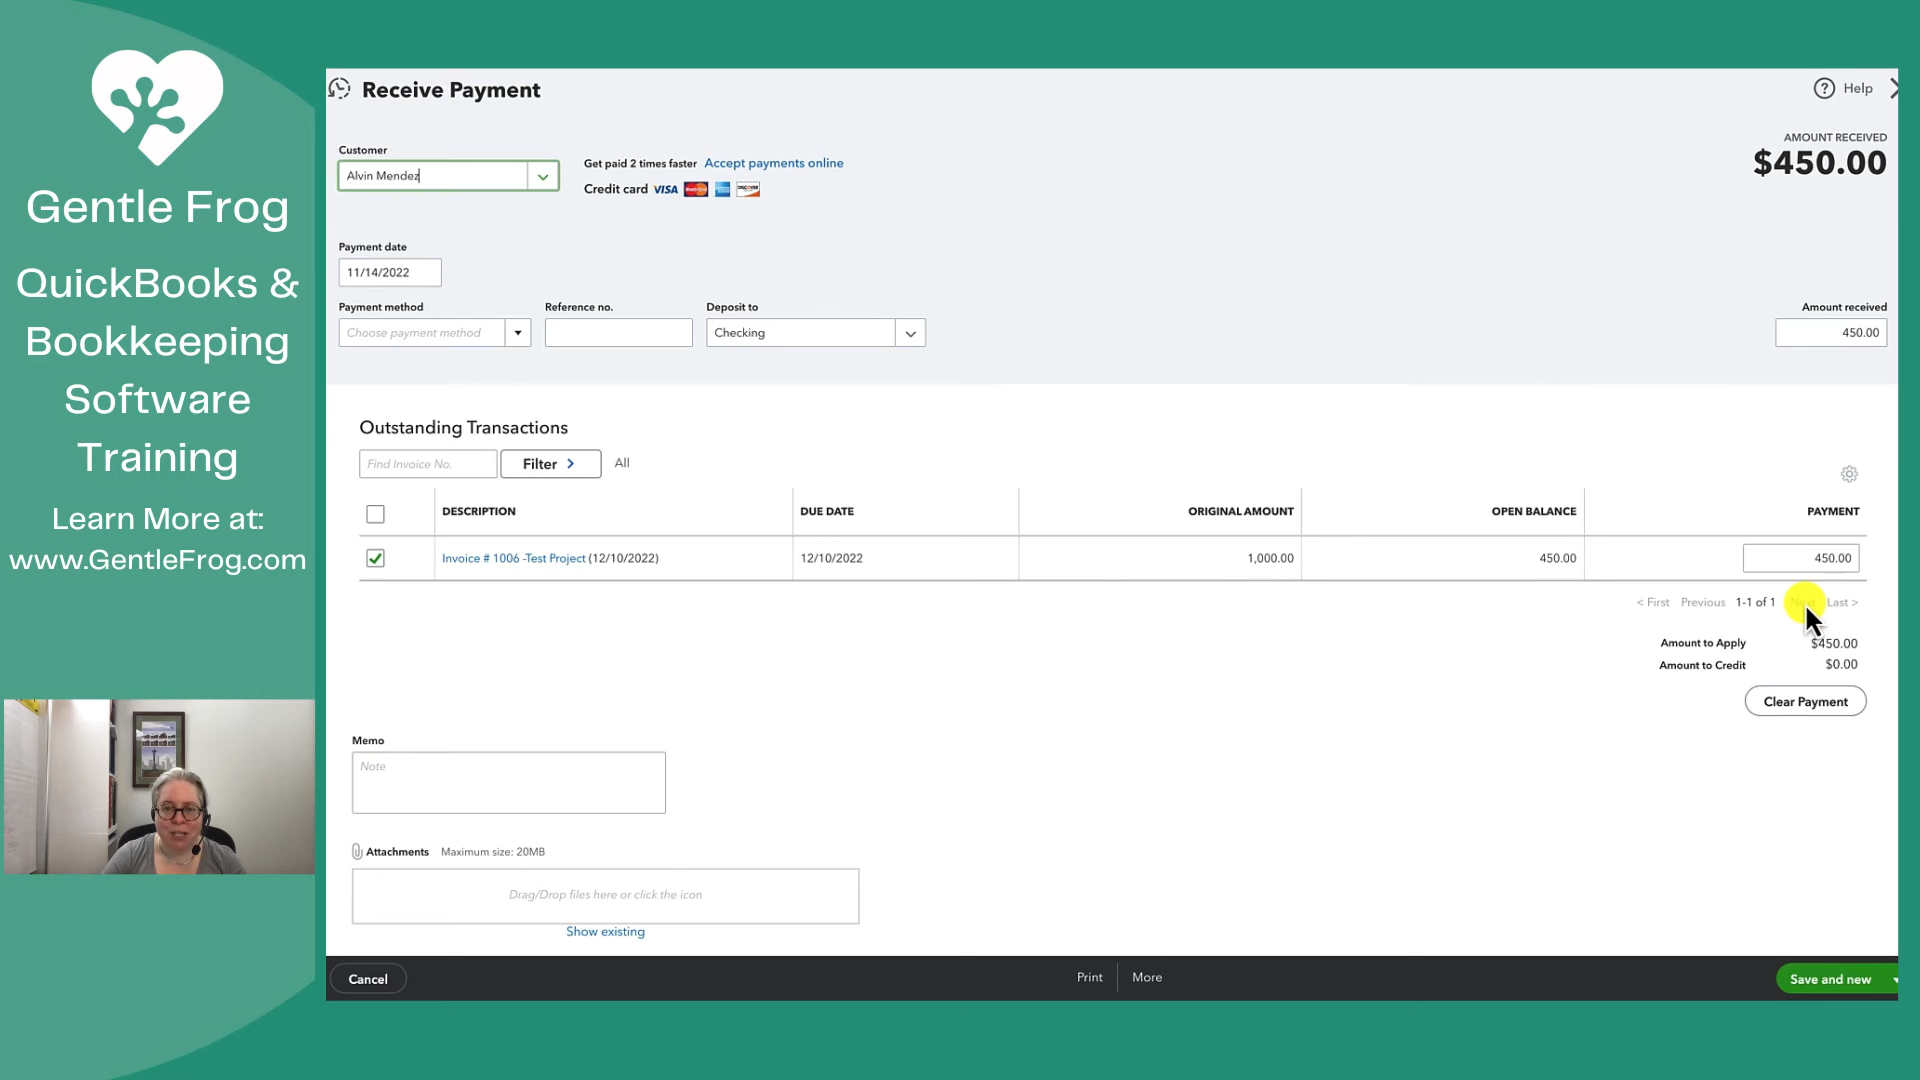 Gentle Frog
QuickBooks &
Bookkeeping
Software
Training
Learn More at:
www.GentleFrog.com
Receive Payment
Help
Customer
Alvin Mendez
Get paid 2 times faster Accept payments online
Credit card VISA
AMOUNT RECEIVED
$450.00
Payment date
11/14/2022
Payment method
Reference no.
Deposit to
Amount received
Choose payment method
Checking
450.00
Outstanding Transactions
Find Invoice No.
Filter >
All
DESCRIPTION DUE DATE ORIGINAL AMOUNT OPEN BALANCE PAYMENT
Invoice # 1006 -Test Project (12/10/2022) 12/10/2022 1,000.00 450.00 450.00
< First Previous 1-1 of 1 Next Last >
Amount to Apply $450.00
Amount to Credit $0.00
Clear Payment
Memo
Note
Attachments Maximum size: 20MB
Drag/Drop files here or click the icon
Show existing
Cancel
Print
More
Save and new